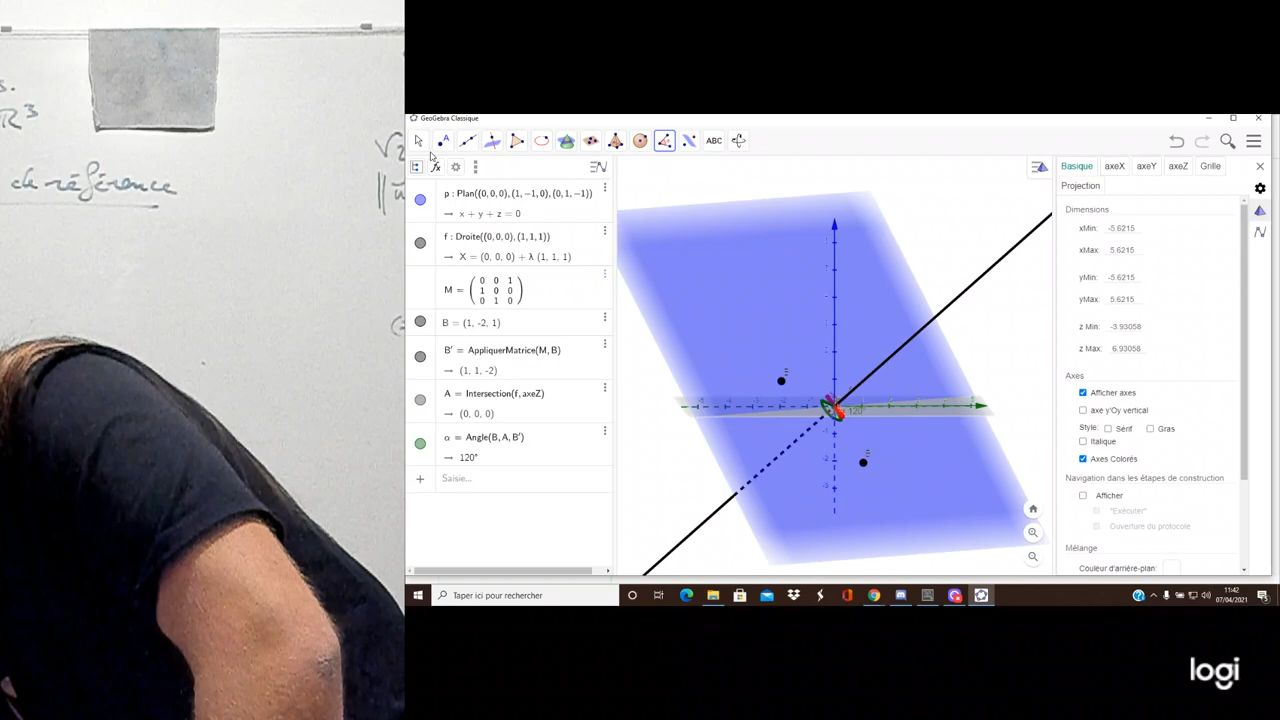 s.
R³
de référence
√2
GeoGebra Classique
ABC
p : Plan((0,0,0),(1,−1,0),(0,1,−1))
→ x + y + z = 0
f : Droite((0,0,0),(1,1,1))
→ X = (0, 0, 0) + λ (1, 1, 1)
M = ( 0 0 1
1 0 0
0 1 0 )
B = (1, -2, 1)
B′ = AppliquerMatrice(M, B)
→ (1, 1, -2)
A = Intersection(f, axeZ)
→ (0, 0, 0)
α = Angle(B, A, B′)
→ 120°
+ Saisie…
120°
Basique axeX axeY axeZ Grille
Projection
Dimensions
xMin: -5.6215
xMax: 5.6215
yMin: -5.6215
yMax: 5.6215
z Min: -3.93058
z Max: 6.93058
Axes
Afficher axes
axe y'Oy vertical
Style: Sérif Gras
Italique
Axes Colorés
Navigation dans les étapes de construction
Afficher
"Exécuter"
Ouverture du protocole
Mélange
Couleur d'arrière-plan:
Taper ici pour rechercher
11:42
07/04/2021
logi